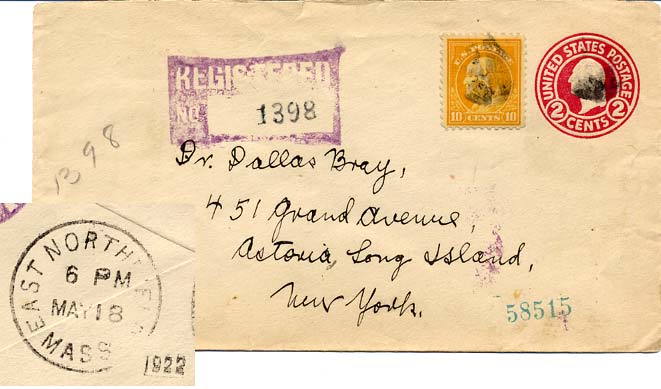 REGISTERED
No. 1398
U.S. POSTAGE
10 CENTS 10
UNITED STATES POSTAGE
2 CENTS 2
1398
Dr. Dallas Bray,
451 Grand Avenue,
Astoria, Long Island,
New York.
58515
EAST NORTHFIELD
6 PM
MAY 18
MASS
1922